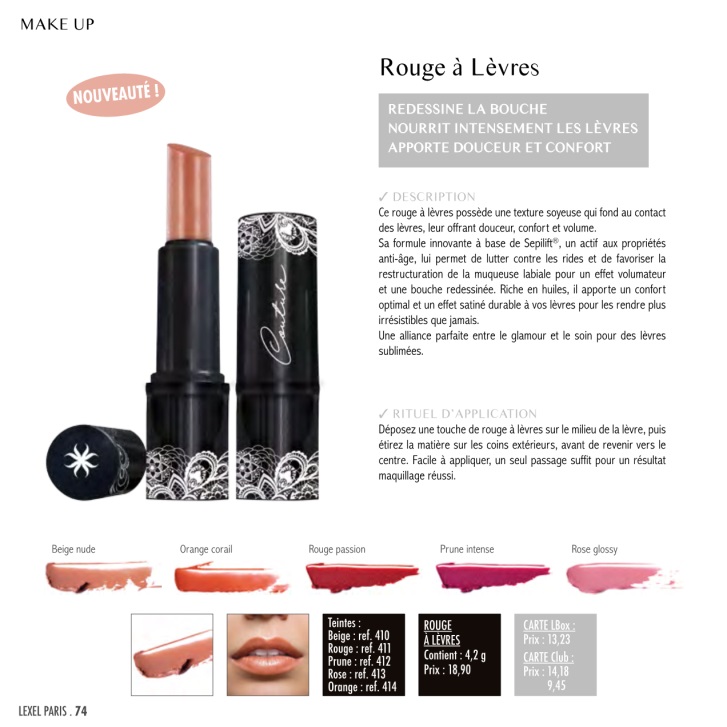 MAKE UP
NOUVEAUTÉ !
Rouge à Lèvres
REDESSINE LA BOUCHE
NOURRIT INTENSEMENT LES LÈVRES
APPORTE DOUCEUR ET CONFORT
✓ DESCRIPTION
Ce rouge à lèvres possède une texture soyeuse qui fond au contact
des lèvres, leur offrant douceur, confort et volume.
Sa formule innovante à base de Sepilift®, un actif aux propriétés
anti-âge, lui permet de lutter contre les rides et de favoriser la
restructuration de la muqueuse labiale pour un effet volumateur
et une bouche redessinée. Riche en huiles, il apporte un confort
optimal et un effet satiné durable à vos lèvres pour les rendre plus
irrésistibles que jamais.
Une alliance parfaite entre le glamour et le soin pour des lèvres
sublimées.
Couture
✓ RITUEL D'APPLICATION
Déposez une touche de rouge à lèvres sur le milieu de la lèvre, puis
étirez la matière sur les coins extérieurs, avant de revenir vers le
centre. Facile à appliquer, un seul passage suffit pour un résultat
maquillage réussi.
Beige nude
Orange corail
Rouge passion
Prune intense
Rose glossy
Teintes :
Beige : ref. 410
Rouge : ref. 411
Prune : ref. 412
Rose : ref. 413
Orange : ref. 414
ROUGE
À LÈVRES
Contient : 4,2 g
Prix : 18,90
CARTE LBox :
Prix : 13,23
CARTE Club :
Prix : 14,18
9,45
LEXEL PARIS . 74